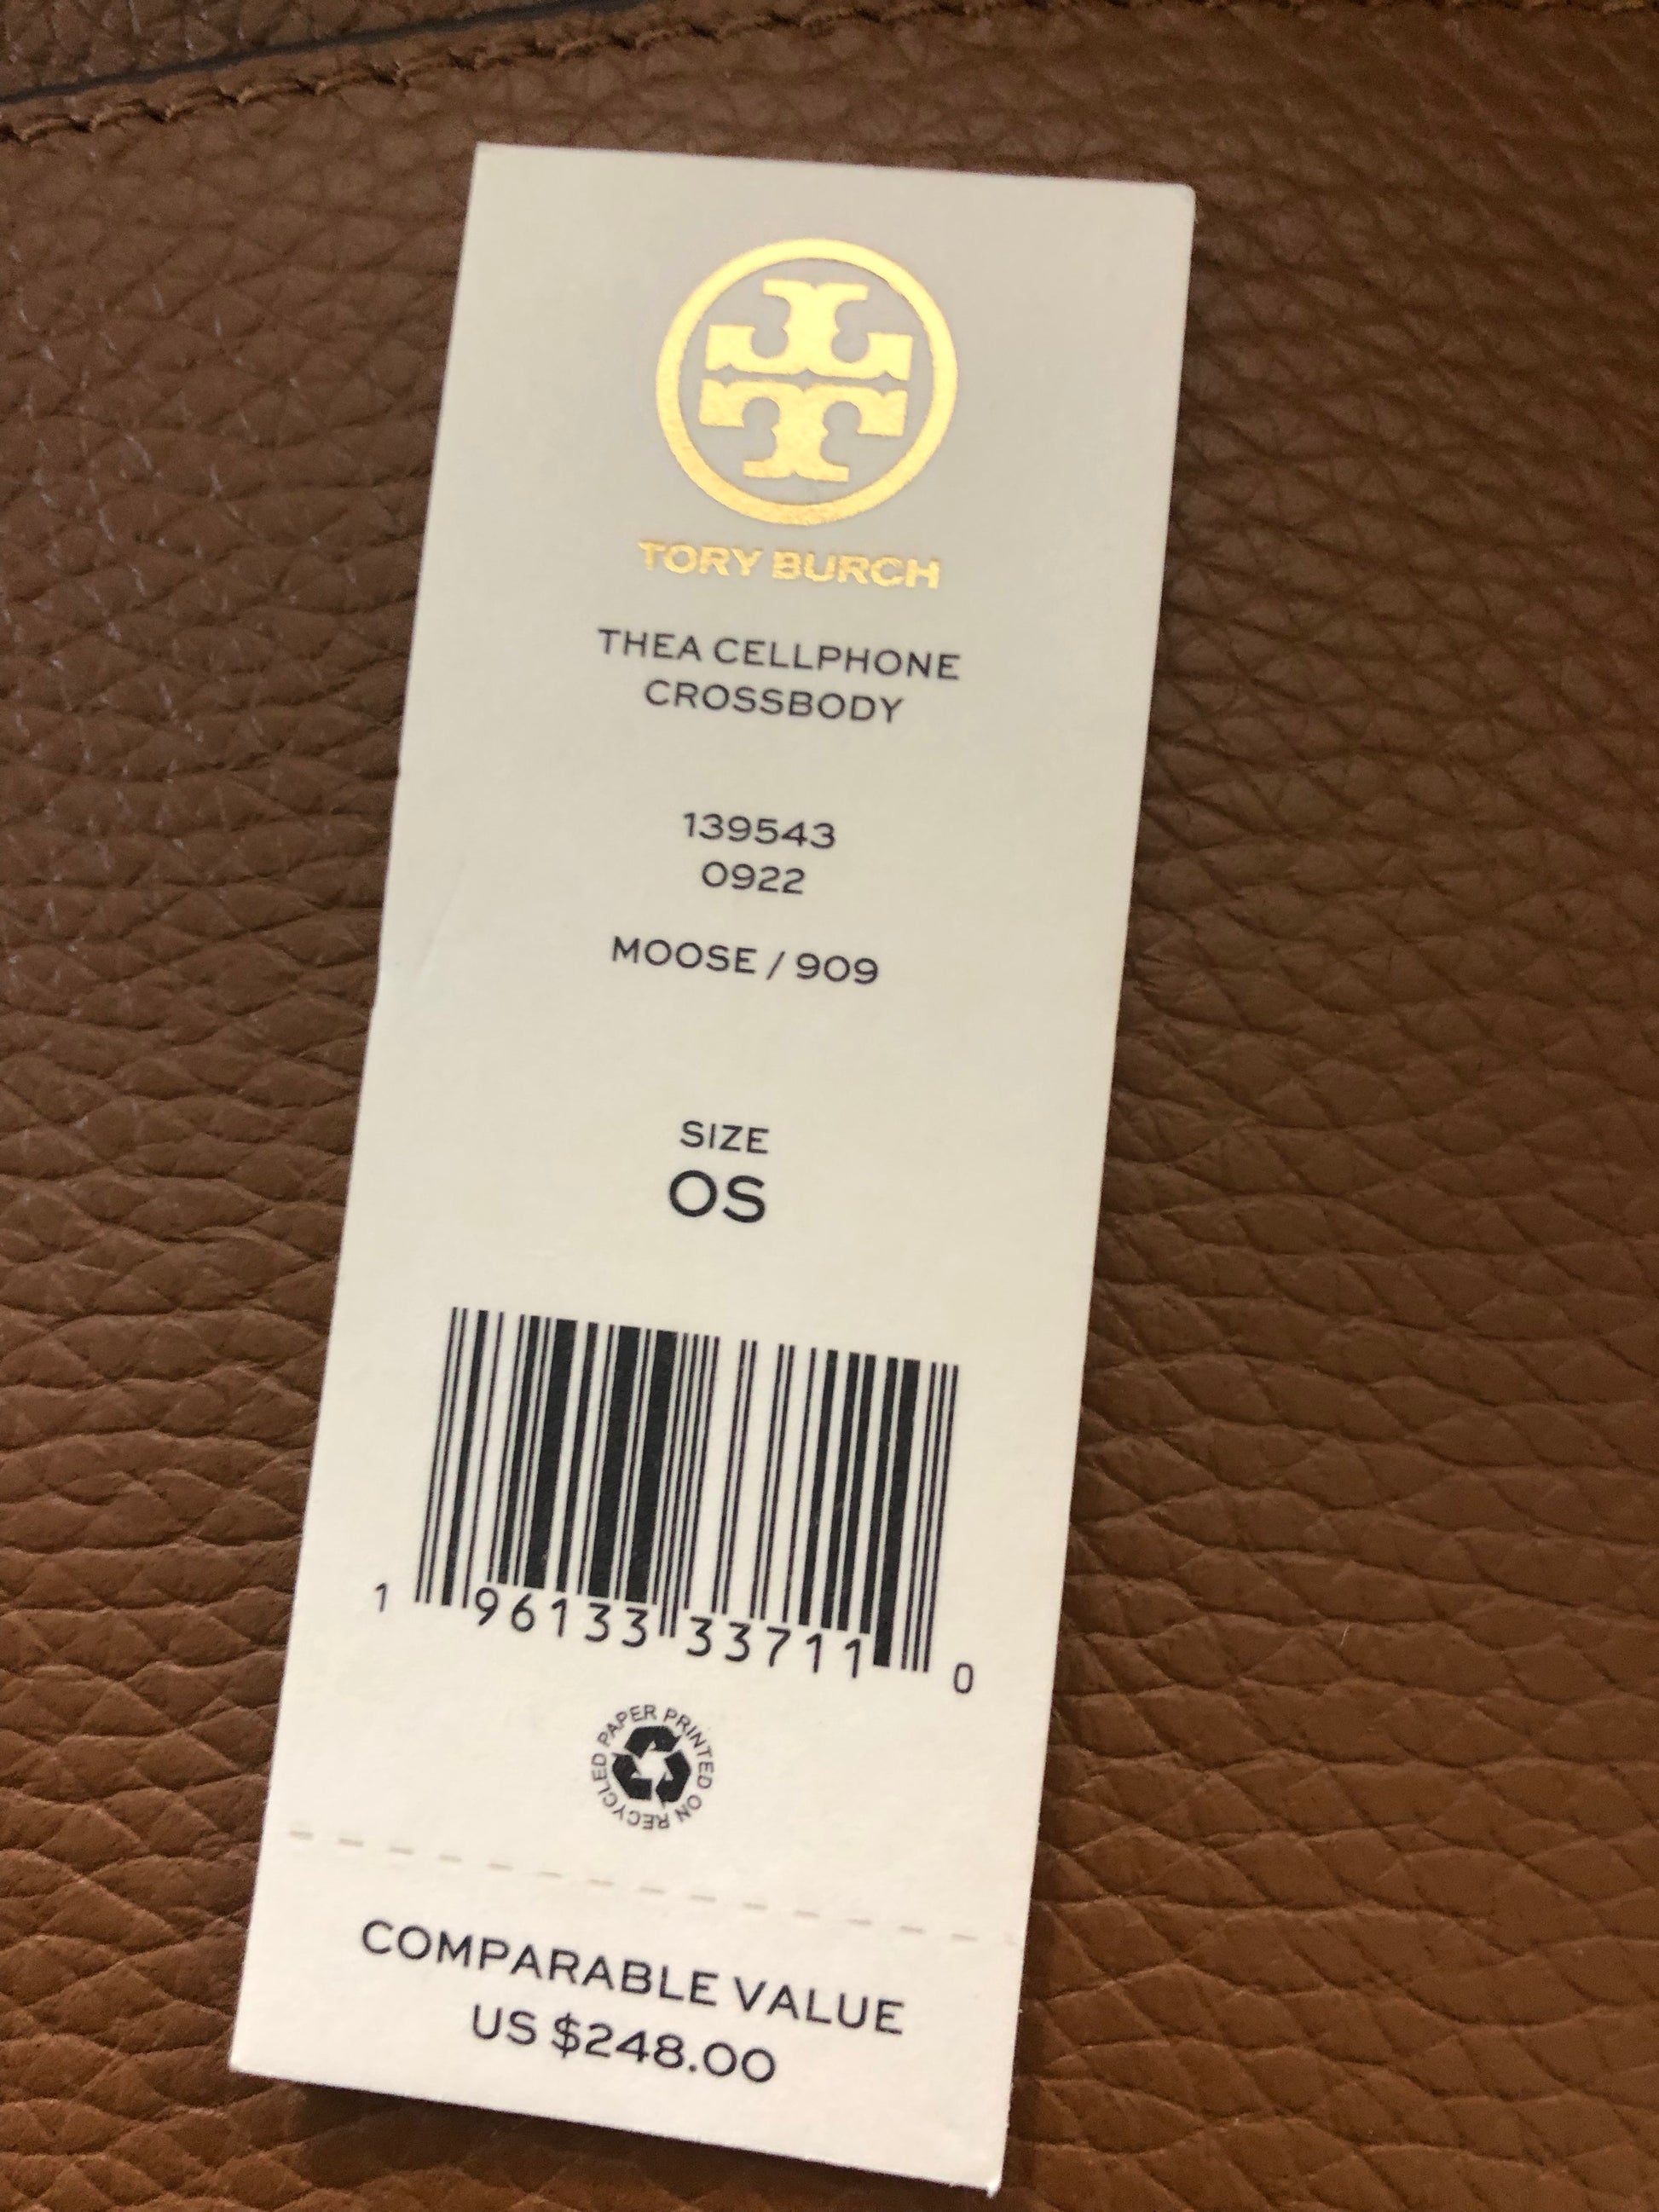 TORY BURCH
THEA CELLPHONE
CROSSBODY
139543
0922
MOOSE / 909
SIZE
OS
1 96133 33711 0
PRINTED ON RECYCLED PAPER
COMPARABLE VALUE
US $248.00